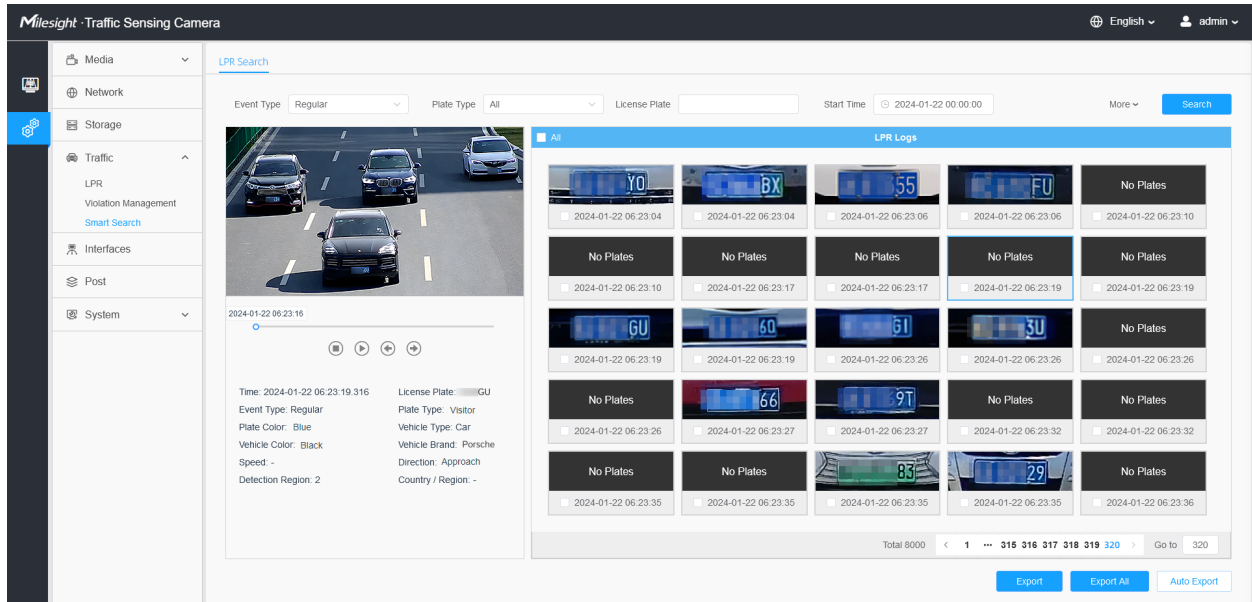 Milesight · Traffic Sensing Camera
English
admin
Media
Network
Storage
Traffic
LPR
Violation Management
Smart Search
Interfaces
Post
System
LPR Search
Event Type Regular Plate Type All License Plate Start Time 2024-01-22 00:00:00 More Search
All LPR Logs
YO BX 55 FU No Plates
2024-01-22 06:23:04 2024-01-22 06:23:04 2024-01-22 06:23:06 2024-01-22 06:23:06 2024-01-22 06:23:10
No Plates No Plates No Plates No Plates No Plates
2024-01-22 06:23:10 2024-01-22 06:23:17 2024-01-22 06:23:17 2024-01-22 06:23:19 2024-01-22 06:23:19
GU 60 G1 3U No Plates
2024-01-22 06:23:19 2024-01-22 06:23:19 2024-01-22 06:23:26 2024-01-22 06:23:26 2024-01-22 06:23:26
No Plates 66 9T No Plates No Plates
2024-01-22 06:23:26 2024-01-22 06:23:27 2024-01-22 06:23:27 2024-01-22 06:23:32 2024-01-22 06:23:32
No Plates No Plates 83 29 No Plates
2024-01-22 06:23:35 2024-01-22 06:23:35 2024-01-22 06:23:35 2024-01-22 06:23:35 2024-01-22 06:23:36
2024-01-22 06:23:16
Time: 2024-01-22 06:23:19.316 License Plate: GU
Event Type: Regular Plate Type: Visitor
Plate Color: Blue Vehicle Type: Car
Vehicle Color: Black Vehicle Brand: Porsche
Speed: - Direction: Approach
Detection Region: 2 Country / Region: -
Total 8000 < 1 ··· 315 316 317 318 319 320 > Go to 320
Export Export All Auto Export